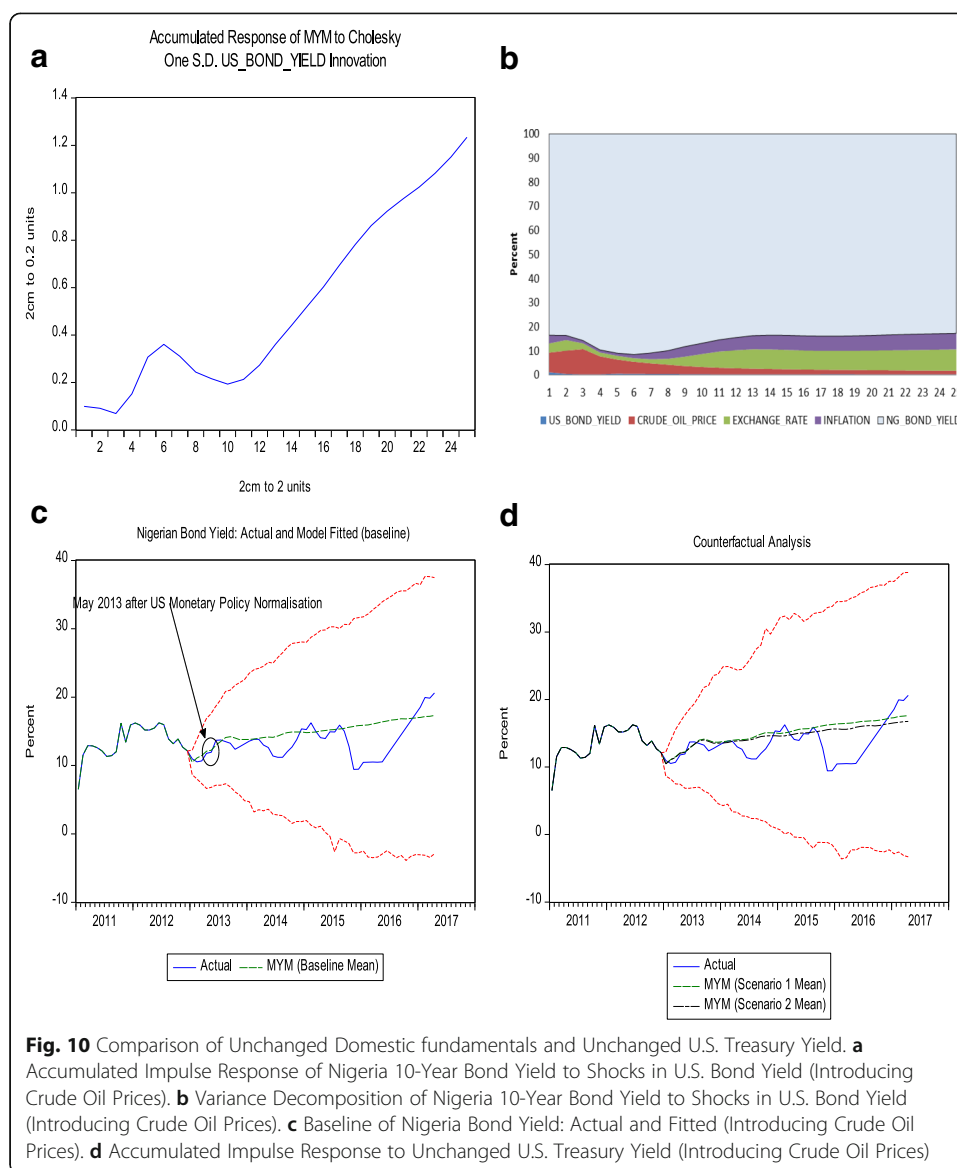 a
Accumulated Response of MYM to Cholesky
One S.D. US_BOND_YIELD Innovation
1.4
1.2
1.0
0.8
0.6
0.4
0.2
0.0
2cm to 0.2 units
2 4 6 8 10 12 14 16 18 20 22 24
2cm to 2 units
b
100
90
80
70
60
50
40
30
20
10
0
Percent
1 2 3 4 5 6 7 8 9 10 11 12 13 14 15 16 17 18 19 20 21 22 23 24 2
US_BOND_YIELD CRUDE_OIL_PRICE EXCHANGE_RATE INFLATION NG_BOND_YIEL
c
Nigerian Bond Yield: Actual and Model Fitted (baseline)
40
30
20
10
0
-10
Percent
May 2013 after US Monetary Policy Normalisation
2011 2012 2013 2014 2015 2016 2017
Actual MYM (Baseline Mean)
d
Counterfactual Analysis
40
30
20
10
0
-10
Percent
2011 2012 2013 2014 2015 2016 2017
Actual
MYM (Scenario 1 Mean)
MYM (Scenario 2 Mean)
Fig. 10 Comparison of Unchanged Domestic fundamentals and Unchanged U.S. Treasury Yield. a
Accumulated Impulse Response of Nigeria 10-Year Bond Yield to Shocks in U.S. Bond Yield (Introducing
Crude Oil Prices). b Variance Decomposition of Nigeria 10-Year Bond Yield to Shocks in U.S. Bond Yield
(Introducing Crude Oil Prices). c Baseline of Nigeria Bond Yield: Actual and Fitted (Introducing Crude Oil
Prices). d Accumulated Impulse Response to Unchanged U.S. Treasury Yield (Introducing Crude Oil Prices)